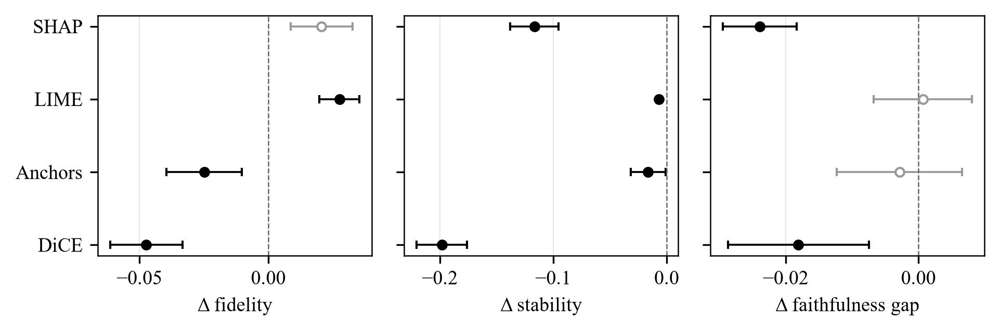 SHAP
LIME
Anchors
DiCE
−0.05 0.00
Δ fidelity
−0.2 −0.1 0.0
Δ stability
−0.02 0.00
Δ faithfulness gap